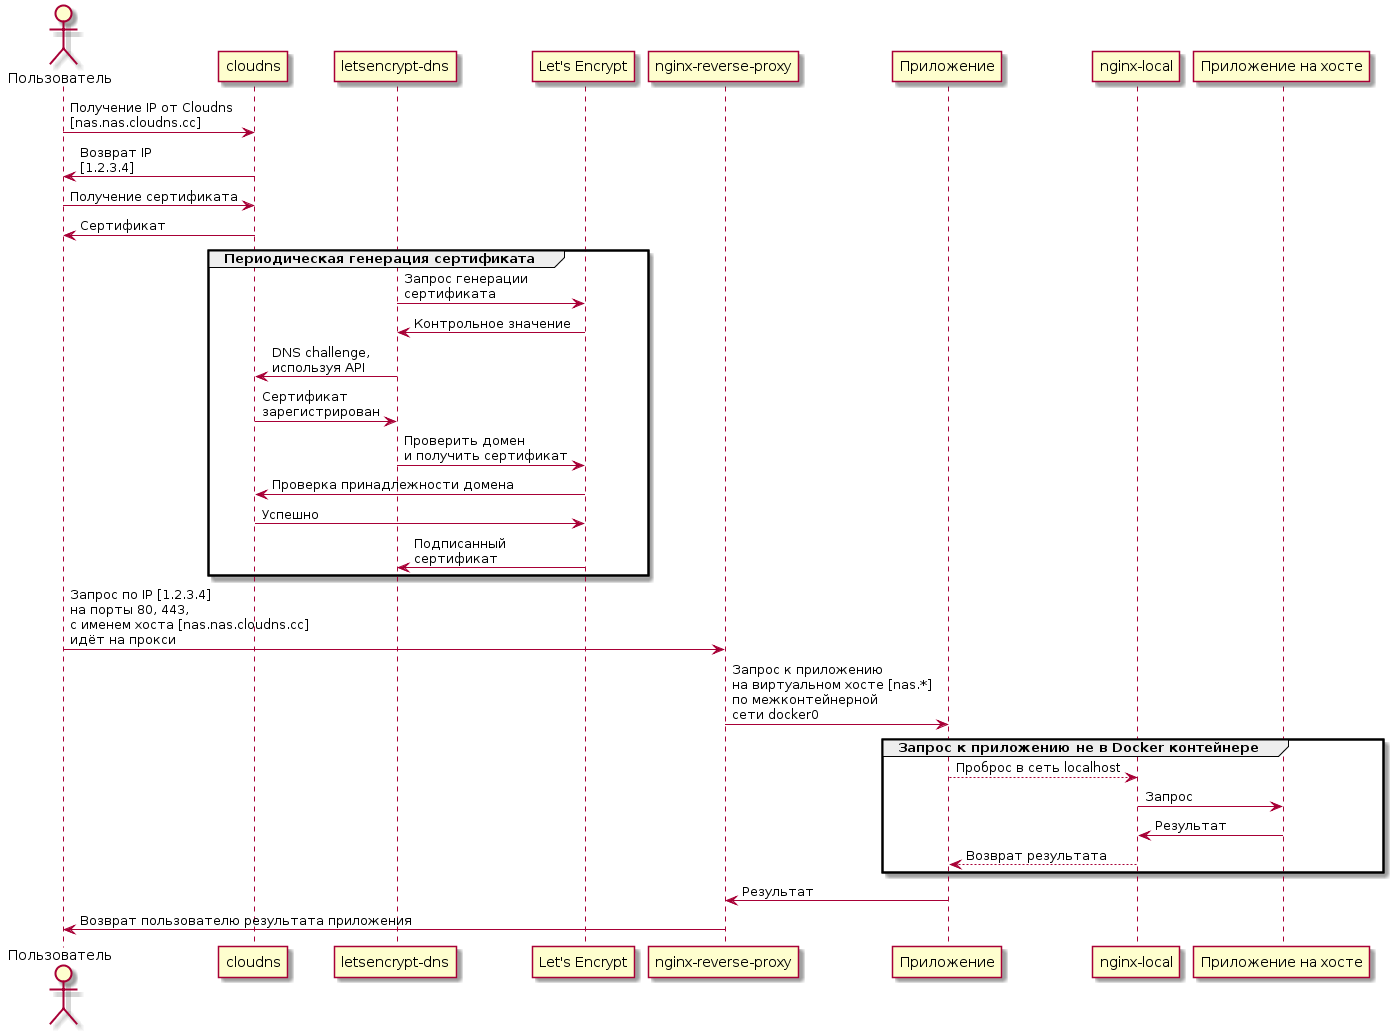 Пользователь
cloudns
letsencrypt-dns
Let's Encrypt
nginx-reverse-proxy
Приложение
nginx-local
Приложение на хосте
Получение IP от Cloudns
[nas.nas.cloudns.cc]
Возврат IP
[1.2.3.4]
Получение сертификата
Сертификат
Периодическая генерация сертификата
Запрос генерации
сертификата
Контрольное значение
DNS challenge,
используя API
Сертификат
зарегистрирован
Проверить домен
и получить сертификат
Проверка принадлежности домена
Успешно
Подписанный
сертификат
Запрос по IP [1.2.3.4]
на порты 80, 443,
с именем хоста [nas.nas.cloudns.cc]
идёт на прокси
Запрос к приложению
на виртуальном хосте [nas.*]
по межконтейнерной
сети docker0
Запрос к приложению не в Docker контейнере
Проброс в сеть localhost
Запрос
Результат
Возврат результата
Результат
Возврат пользователю результата приложения
Пользователь
cloudns
letsencrypt-dns
Let's Encrypt
nginx-reverse-proxy
Приложение
nginx-local
Приложение на хосте